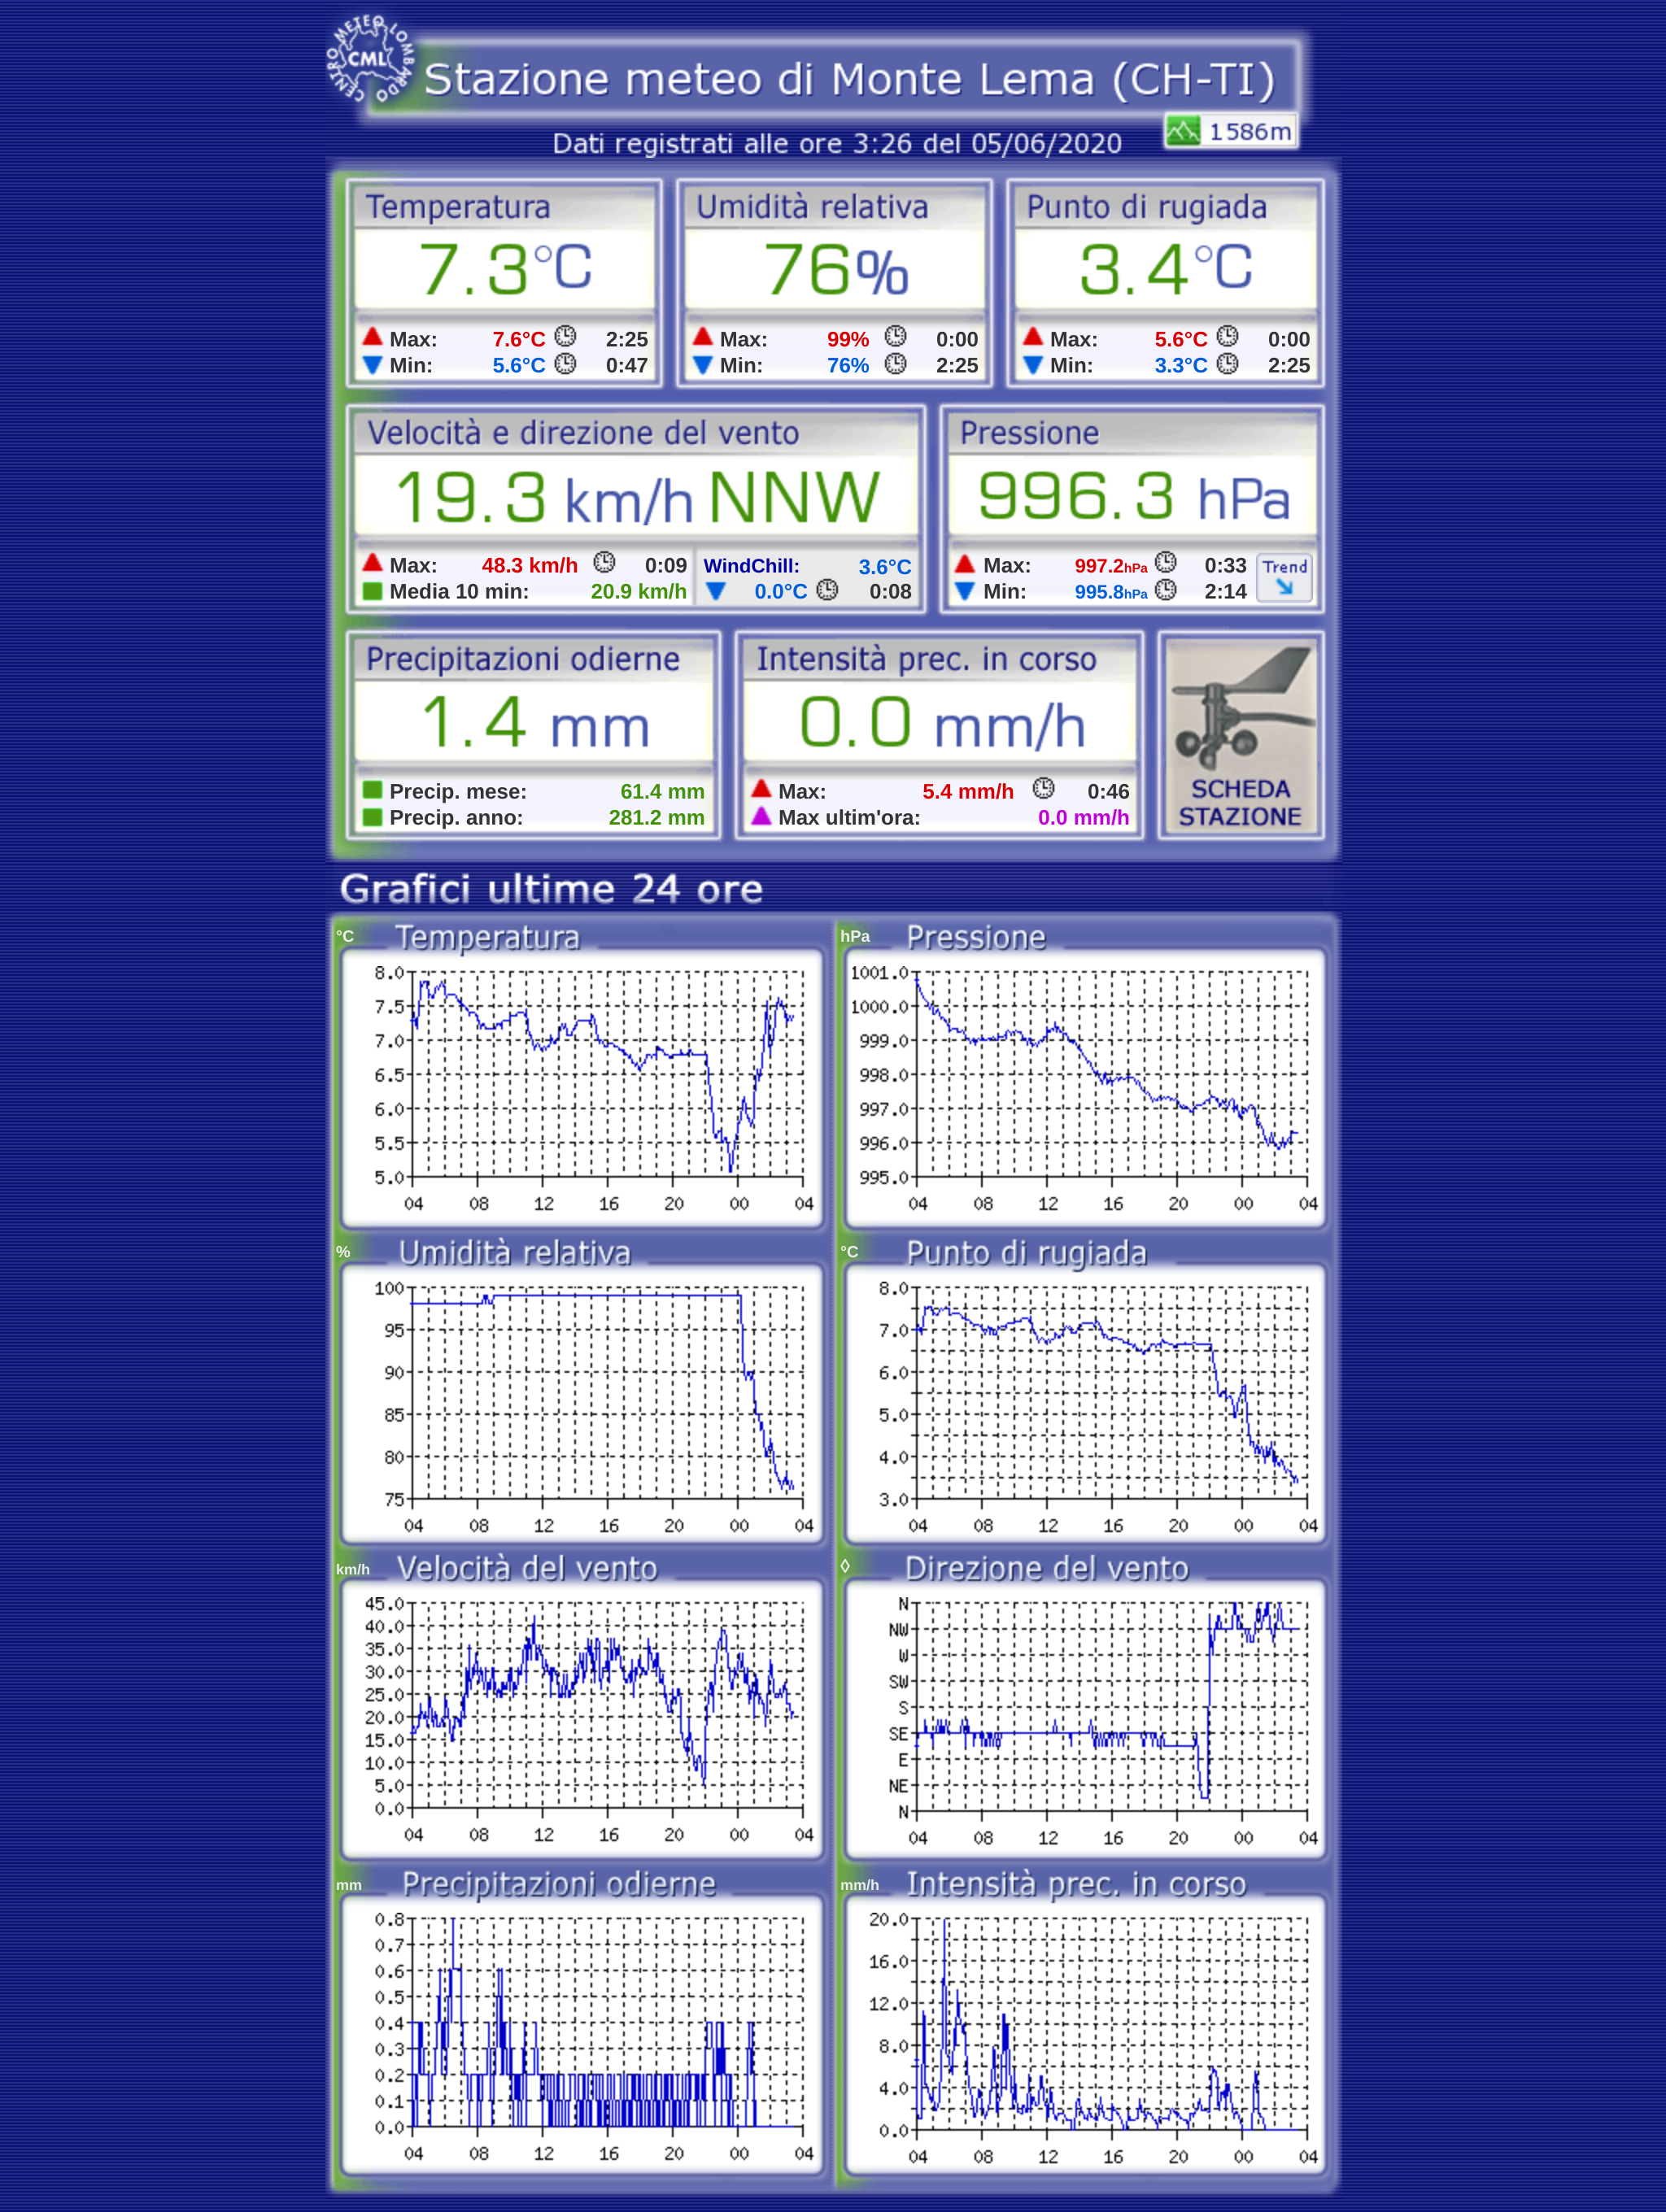 CENTRO METEO LOMBARDO
CML
Stazione meteo di Monte Lema (CH-TI)
1586m
Dati registrati alle ore 3:26 del 05/06/2020
Temperatura Umidità relativa Punto di rugiada
7.3°C 76% 3.4°C
Max: 7.6°C 2:25 Max: 99% 0:00 Max: 5.6°C 0:00
Min: 5.6°C 0:47 Min: 76% 2:25 Min: 3.3°C 2:25
Velocità e direzione del vento Pressione
19.3 km/h NNW 996.3 hPa
Max: 48.3 km/h 0:09 WindChill: 3.6°C Max: 997.2hPa 0:33 Trend
Media 10 min: 20.9 km/h 0.0°C 0:08 Min: 995.8hPa 2:14
Precipitazioni odierne Intensità prec. in corso
1.4 mm 0.0 mm/h
Precip. mese: 61.4 mm Max: 5.4 mm/h 0:46 SCHEDA
Precip. anno: 281.2 mm Max ultim'ora: 0.0 mm/h STAZIONE
Grafici ultime 24 ore
°C Temperatura
8.0
7.5
7.0
6.5
6.0
5.5
5.0
04 08 12 16 20 00 04
hPa Pressione
1001.0
1000.0
999.0
998.0
997.0
996.0
995.0
04 08 12 16 20 00 04
% Umidità relativa
100
95
90
85
80
75
04 08 12 16 20 00 04
°C Punto di rugiada
8.0
7.0
6.0
5.0
4.0
3.0
04 08 12 16 20 00 04
km/h Velocità del vento
45.0
40.0
35.0
30.0
25.0
20.0
15.0
10.0
5.0
0.0
04 08 12 16 20 00 04
◊ Direzione del vento
N
NW
W
SW
S
SE
E
NE
N
04 08 12 16 20 00 04
mm Precipitazioni odierne
0.8
0.7
0.6
0.5
0.4
0.3
0.2
0.1
0.0
04 08 12 16 20 00 04
mm/h Intensità prec. in corso
20.0
16.0
12.0
8.0
4.0
0.0
04 08 12 16 20 00 04